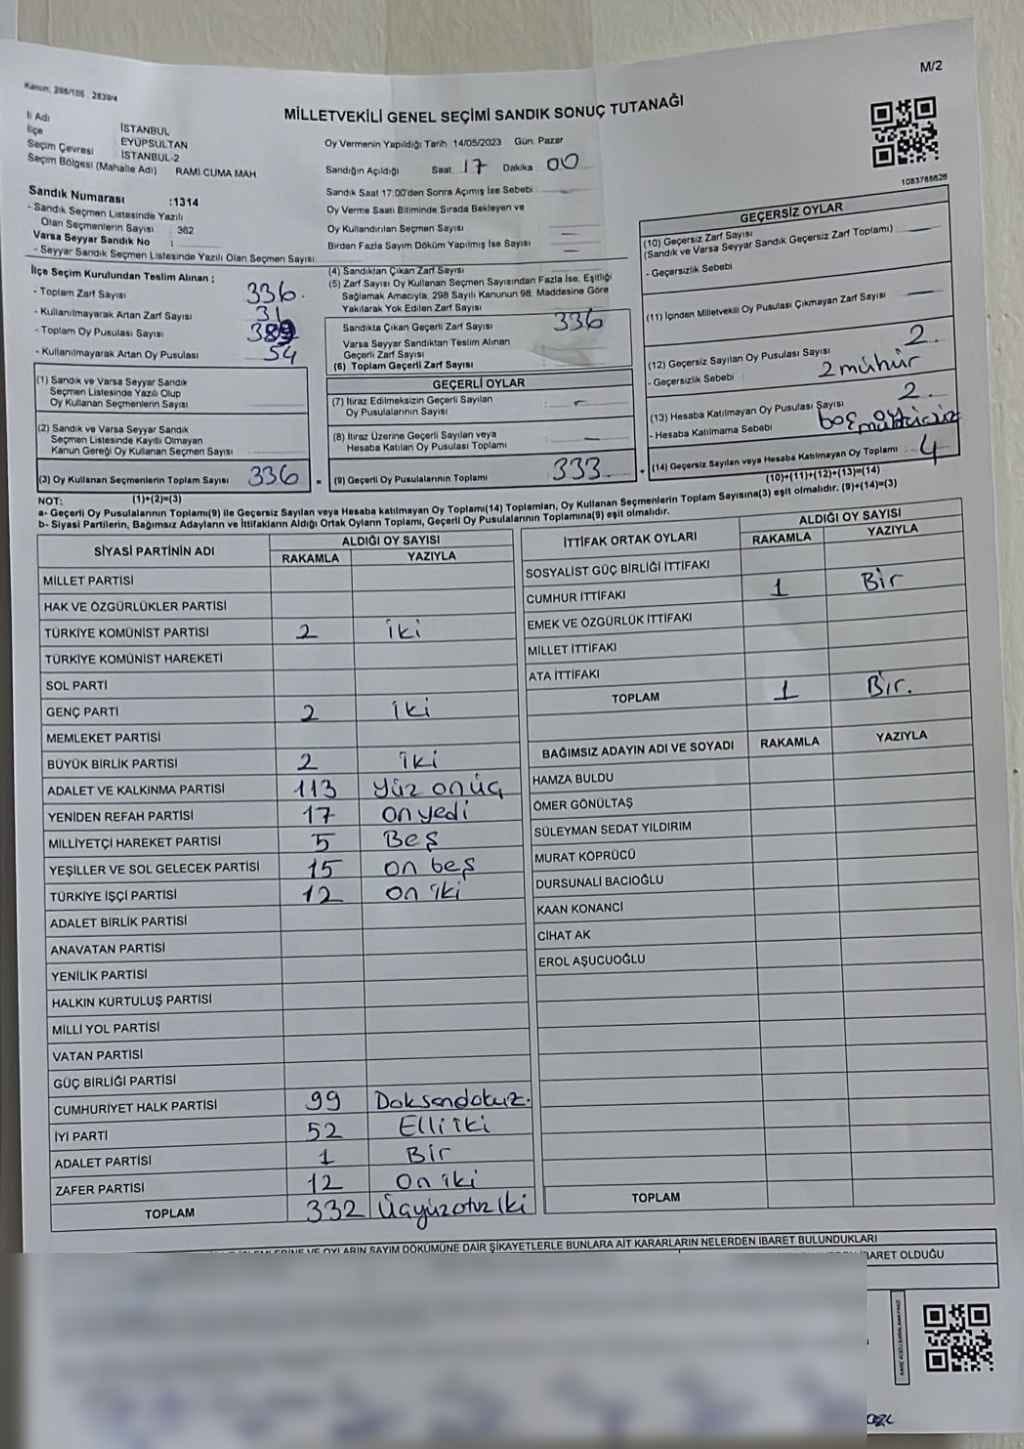 M/2
MİLLETVEKİLİ GENEL SEÇİMİ SANDIK SONUÇ TUTANAĞI
İl Adı İSTANBUL
İlçe EYÜPSULTAN
Seçim Çevresi İSTANBUL-2
Seçim Bölgesi (Mahalle Adı) RAMİ CUMA MAH
Sandık Numarası :1314
- Sandık Seçmen Listesinde Yazılı
Olan Seçmenlerin Sayısı : 382
Varsa Seyyar Sandık No :
- Seyyar Sandık Seçmen Listesinde Yazılı Olan Seçmen Sayısı
Oy Vermenin Yapıldığı Tarih 14/05/2023 Gün. Pazar
Sandığın Açıldığı Saat 17 Dakika 00
Sandık Saat 17.00'den Sonra Açımış İse Sebebi
Oy Verme Saati Bitiminde Sırada Bekleyen ve
Oy Kullandırılan Seçmen Sayısı
Birden Fazla Sayım Döküm Yapılmış İse Sayısı
1083788626
İlçe Seçim Kurulundan Teslim Alınan ;
- Toplam Zarf Sayısı 336
- Kullanılmayarak Artan Zarf Sayısı
- Toplam Oy Pusulası Sayısı
- Kullanılmayarak Artan Oy Pusulası 54
(1) Sandık ve Varsa Seyyar Sandık
Seçmen Listesinde Yazılı Olup
Oy Kullanan Seçmenlerin Sayısı
(2) Sandık ve Varsa Seyyar Sandık
Seçmen Listesinde Kayıtlı Olmayan
Kanun Gereği Oy Kullanan Seçmen Sayısı
(3) Oy Kullanan Seçmenlerin Toplam Sayısı 336
(1)+(2)=(3)
(4) Sandıktan Çıkan Zarf Sayısı
(5) Zarf Sayısı Oy Kullanan Seçmen Sayısından Fazla İse, Eşitliği
Sağlamak Amacıyla, 298 Sayılı Kanunun 98. Maddesine Göre
Yakılarak Yok Edilen Zarf Sayısı
Sandıkta Çıkan Geçerli Zarf Sayısı 336
Varsa Seyyar Sandıktan Teslim Alınan
Geçerli Zarf Sayısı
(6) Toplam Geçerli Zarf Sayısı
GEÇERLİ OYLAR
(7) İtiraz Edilmeksizin Geçerli Sayılan
Oy Pusulalarının Sayısı
(8) İtiraz Üzerine Geçerli Sayılan veya
Hesaba Katılan Oy Pusulası Toplamı
(9) Geçerli Oy Pusulalarının Toplamı 333
GEÇERSİZ OYLAR
(10) Geçersiz Zarf Sayısı
(Sandık ve Varsa Seyyar Sandık Geçersiz Zarf Toplamı)
- Geçersizlik Sebebi
(11) İçinden Milletvekili Oy Pusulası Çıkmayan Zarf Sayısı
(12) Geçersiz Sayılan Oy Pusulası Sayısı 2.
- Geçersizlik Sebebi : 2 mühür
(13) Hesaba Katılmayan Oy Pusulası Sayısı 2.
- Hesaba Katılmama Sebebi : boş oy
(14) Geçersiz Sayılan veya Hesaba Katılmayan Oy Toplamı 4
(10)+(11)+(12)+(13)=(14)
NOT:
a- Geçerli Oy Pusulalarının Toplamı(9) ile Geçersiz Sayılan veya Hesaba katılmayan Oy Toplamı(14) Toplamları, Oy Kullanan Seçmenlerin Toplam Sayısına(3) eşit olmalıdır. (9)+(14)=(3)
b- Siyasi Partilerin, Bağımsız Adayların ve İttifakların Aldığı Ortak Oyların Toplamı, Geçerli Oy Pusulalarının Toplamına(9) eşit olmalıdır.
SİYASİ PARTİNİN ADI ALDIĞI OY SAYISI
RAKAMLA YAZIYLA
MİLLET PARTİSİ
HAK VE ÖZGÜRLÜKLER PARTİSİ
TÜRKİYE KOMÜNİST PARTİSİ 2 iki
TÜRKİYE KOMÜNİST HAREKETİ
SOL PARTİ
GENÇ PARTİ 2 iki
MEMLEKET PARTİSİ
BÜYÜK BİRLİK PARTİSİ 2 iki
ADALET VE KALKINMA PARTİSİ 113 yüz onüç
YENİDEN REFAH PARTİSİ 17 onyedi
MİLLİYETÇİ HAREKET PARTİSİ 5 Beş
YEŞİLLER VE SOL GELECEK PARTİSİ 15 on beş
TÜRKİYE İŞÇİ PARTİSİ 12 on iki
ADALET BİRLİK PARTİSİ
ANAVATAN PARTİSİ
YENİLİK PARTİSİ
HALKIN KURTULUŞ PARTİSİ
MİLLİ YOL PARTİSİ
VATAN PARTİSİ
GÜÇ BİRLİĞİ PARTİSİ
CUMHURİYET HALK PARTİSİ 99 Doksandokuz.
İYİ PARTİ 52 Elli iki
ADALET PARTİSİ 1 Bir
ZAFER PARTİSİ 12 On iki
TOPLAM 332 Üçyüzotuz iki
İTTİFAK ORTAK OYLARI ALDIĞI OY SAYISI
RAKAMLA YAZIYLA
SOSYALİST GÜÇ BİRLİĞİ İTTİFAKI
CUMHUR İTTİFAKI 1 Bir
EMEK VE ÖZGÜRLÜK İTTİFAKI
MİLLET İTTİFAKI
ATA İTTİFAKI
TOPLAM 1 Bir.
BAĞIMSIZ ADAYIN ADI VE SOYADI RAKAMLA YAZIYLA
HAMZA BULDU
ÖMER GÖNÜLTAŞ
SÜLEYMAN SEDAT YILDIRIM
MURAT KÖPRÜCÜ
DURSUNALİ BACIOĞLU
KAAN KONANCİ
CİHAT AK
EROL AŞUCUOĞLU
TOPLAM
OYLARIN SAYIM DÖKÜMÜNE DAİR ŞİKAYETLERLE BUNLARA AİT KARARLARIN NELERDEN İBARET BULUNDUKLARI
İBARET OLDUĞU